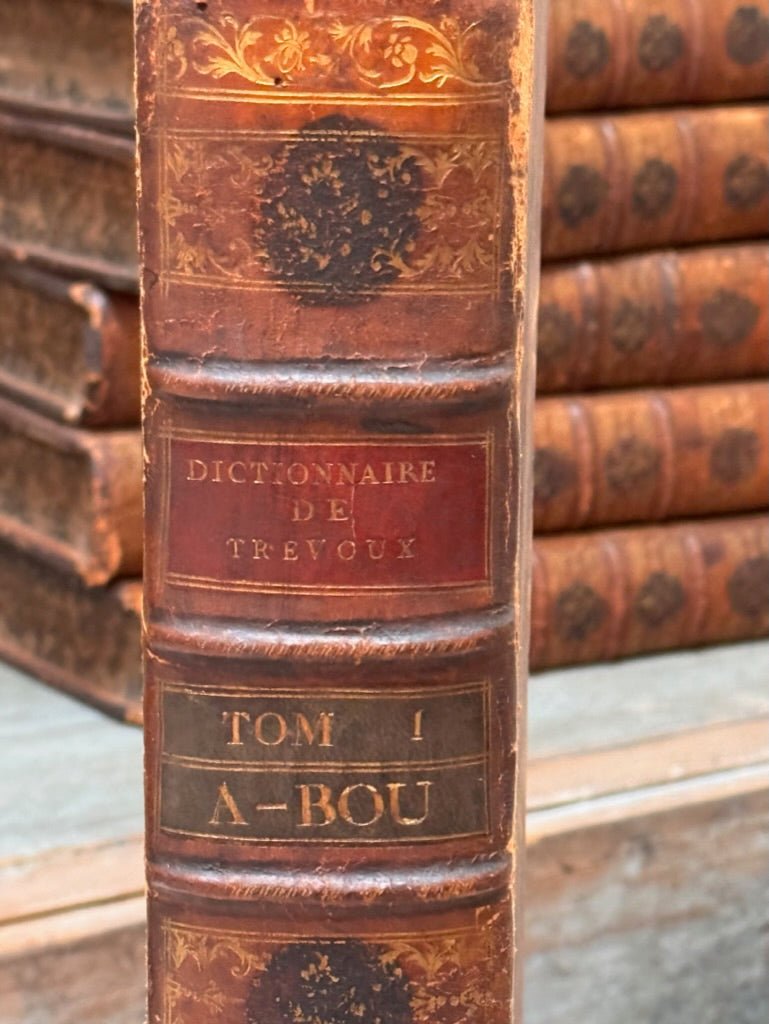 DICTIONNAIRE
DE
TREVOUX
TOM 1
A-BOU